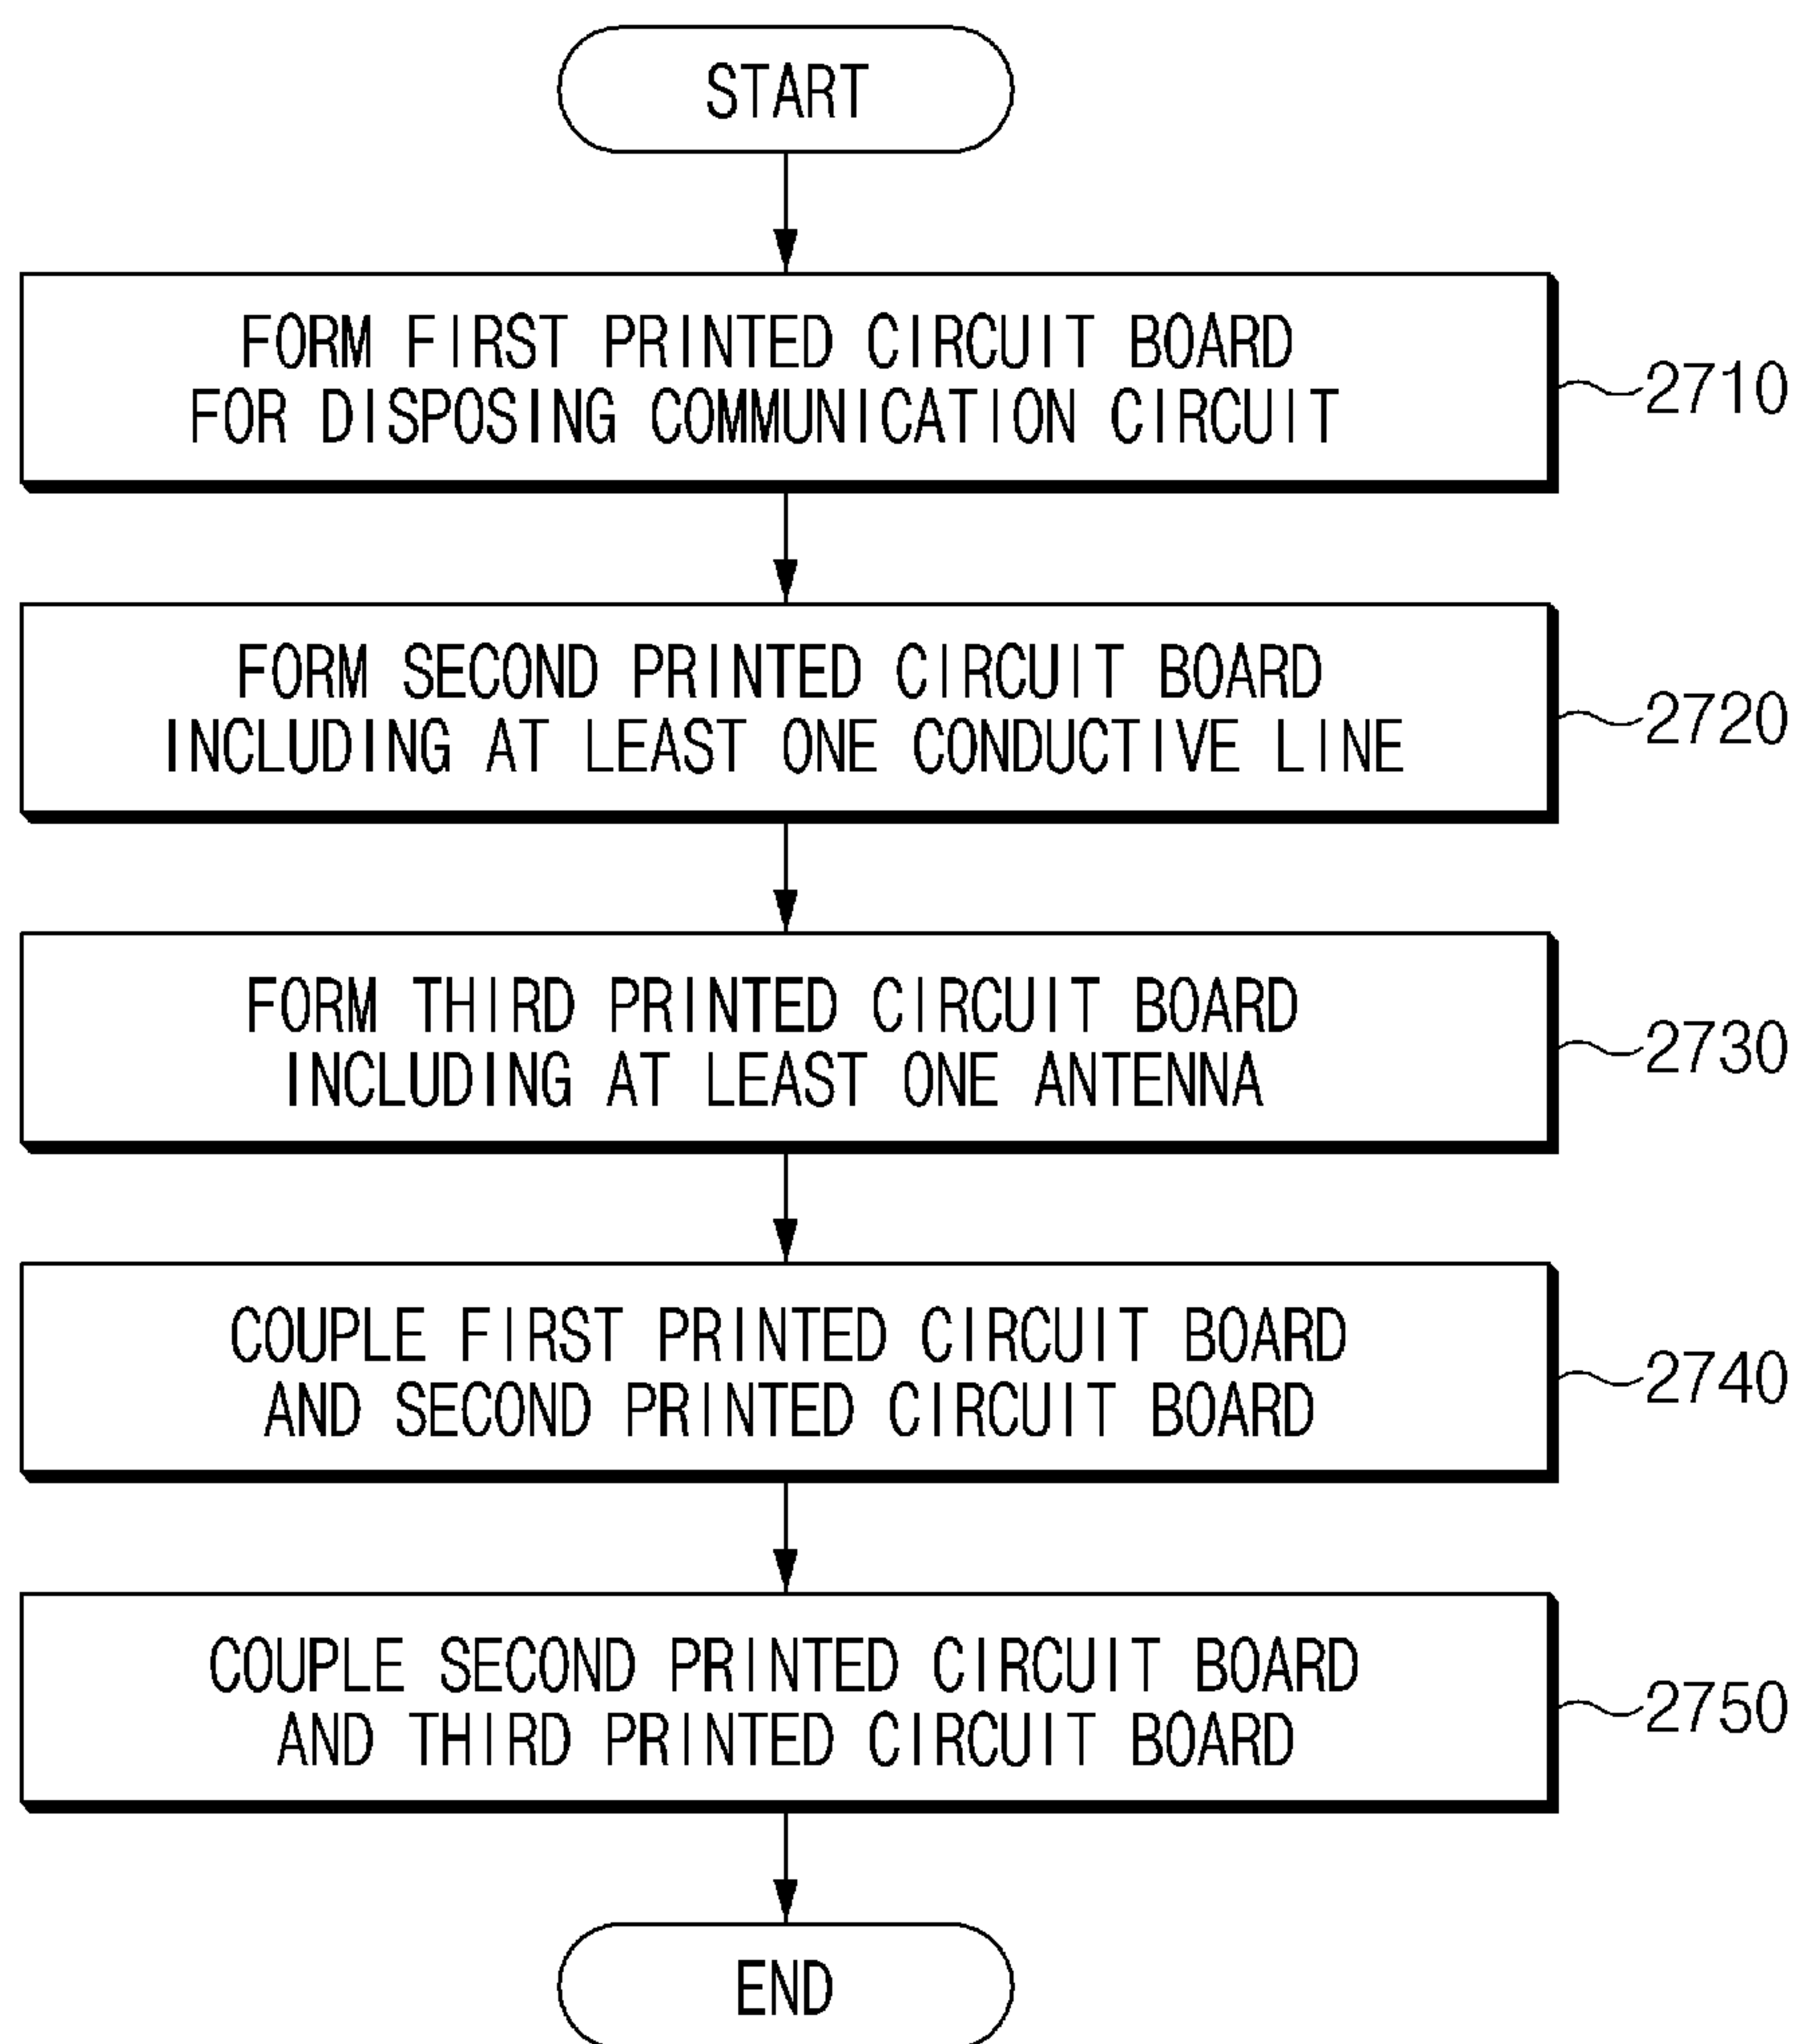 START
FORM FIRST PRINTED CIRCUIT BOARD
FOR DISPOSING COMMUNICATION CIRCUIT
2710
FORM SECOND PRINTED CIRCUIT BOARD
INCLUDING AT LEAST ONE CONDUCTIVE LINE
2720
FORM THIRD PRINTED CIRCUIT BOARD
INCLUDING AT LEAST ONE ANTENNA
2730
COUPLE FIRST PRINTED CIRCUIT BOARD
AND SECOND PRINTED CIRCUIT BOARD
2740
COUPLE SECOND PRINTED CIRCUIT BOARD
AND THIRD PRINTED CIRCUIT BOARD
2750
END